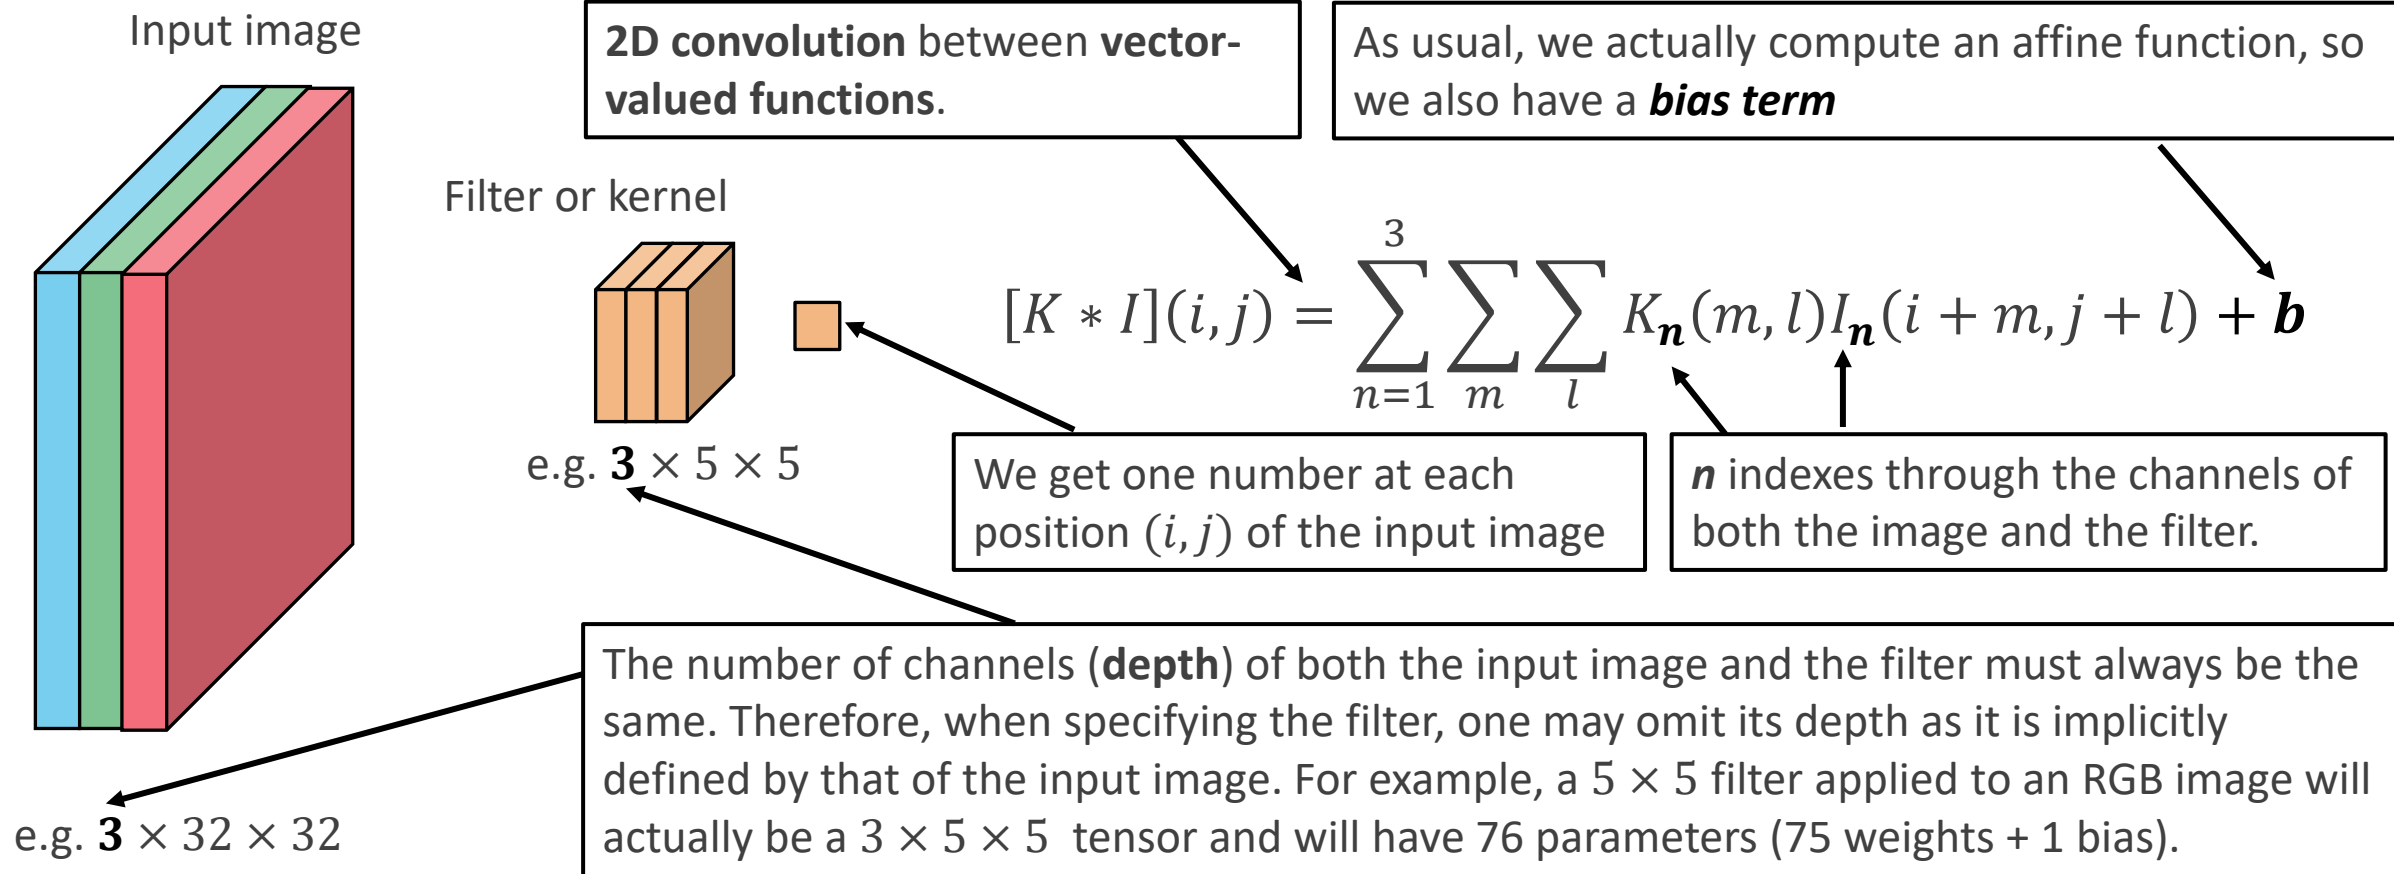 Input image
2D convolution between vector-
valued functions.
As usual, we actually compute an affine function, so
we also have a bias term
Filter or kernel
[K ∗ I](i, j) = ∑_{n=1}^{3} ∑_{m} ∑_{l} K_n(m, l)I_n(i + m, j + l) + b
e.g. 3 × 5 × 5
We get one number at each
position (i, j) of the input image
n indexes through the channels of
both the image and the filter.
The number of channels (depth) of both the input image and the filter must always be the
same. Therefore, when specifying the filter, one may omit its depth as it is implicitly
defined by that of the input image. For example, a 5 × 5 filter applied to an RGB image will
actually be a 3 × 5 × 5 tensor and will have 76 parameters (75 weights + 1 bias).
e.g. 3 × 32 × 32